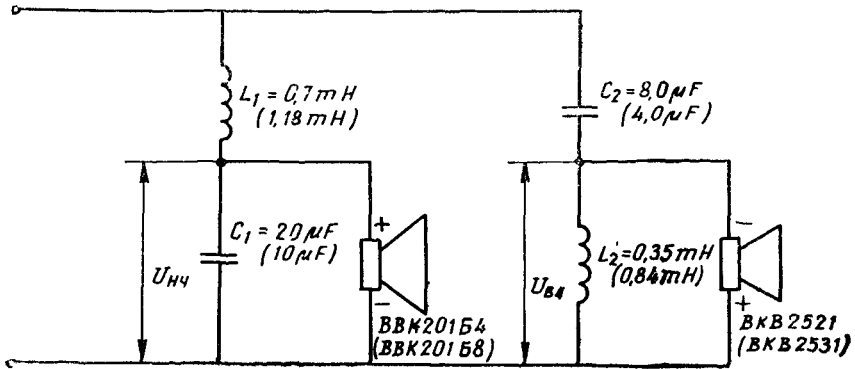 L₁ = 0,7 mH
(1,18 mH)
C₂ = 8,0 μF
(4,0 μF)
C₁ = 20 μF
(10 μF)
Uнч
+
−
ВВК201Б4
(ВВК201Б8)
Uвч
L₂ = 0,35 mH
(0,84 mH)
−
+
ВКВ2521
(ВКВ2531)